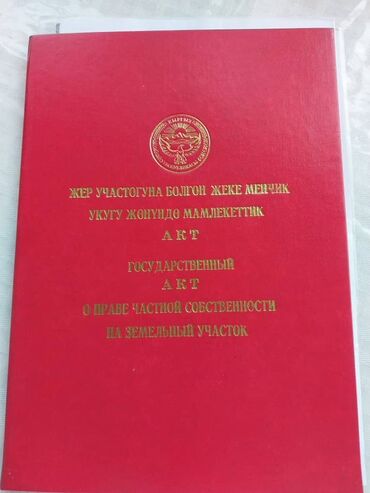 ЖЕР УЧАСТОГУНА БОЛГОН ЖЕКЕ МЕНЧИК
УКУГУ ЖӨНҮНДӨ МАМЛЕКЕТТИК
АКТ
ГОСУДАРСТВЕННЫЙ
АКТ
О ПРАВЕ ЧАСТНОЙ СОБСТВЕННОСТИ
НА ЗЕМЕЛЬНЫЙ УЧАСТОК